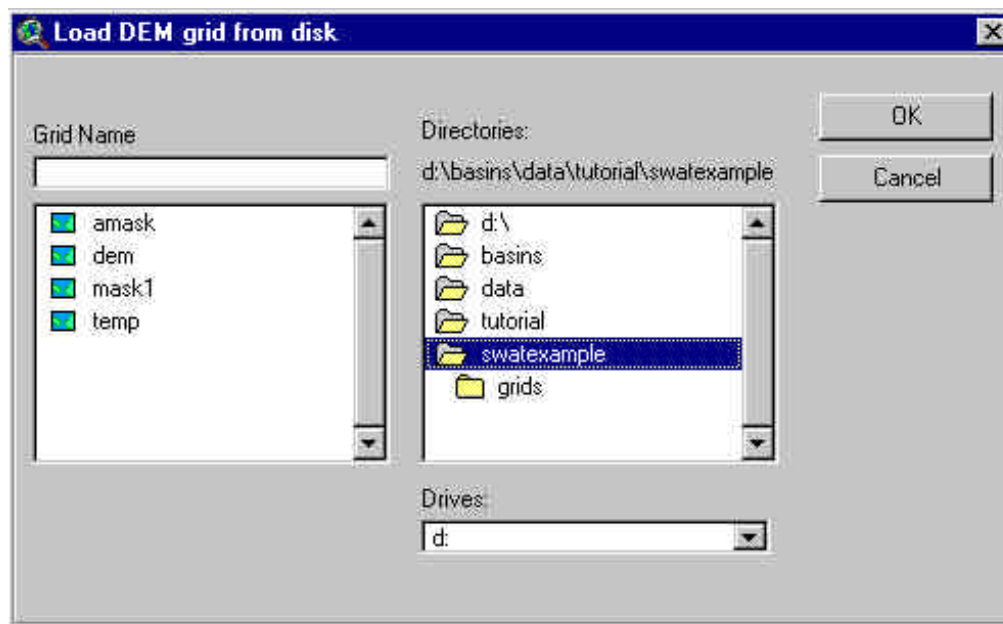 Load DEM grid from disk
Grid Name
amask
dem
mask1
temp
Directories:
d:\basins\data\tutorial\swatexample
d:\
basins
data
tutorial
swatexample
grids
Drives:
d:
OK
Cancel